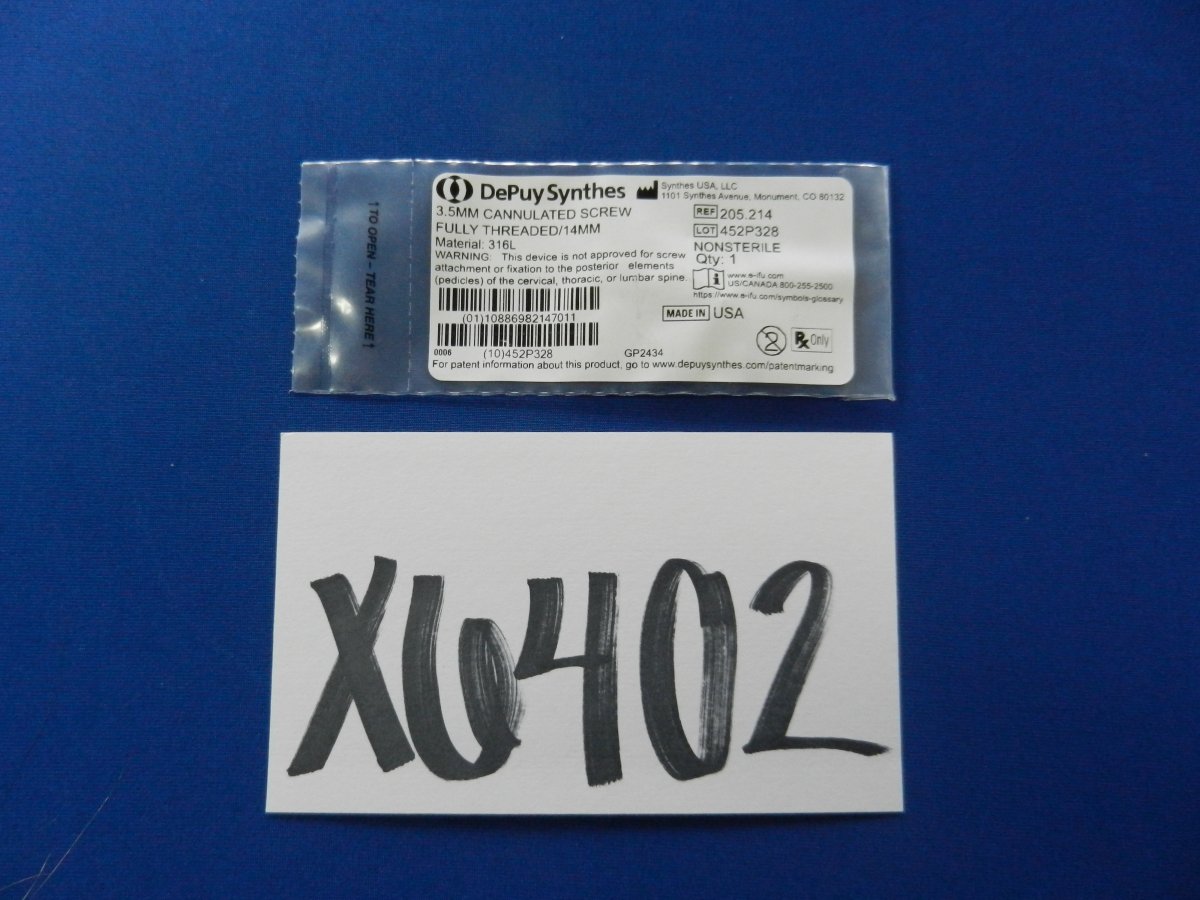 ↑TO OPEN – TEAR HERE↑
DePuy Synthes
3.5MM CANNULATED SCREW
FULLY THREADED/14MM
Material: 316L
WARNING: This device is not approved for screw
attachment or fixation to the posterior elements
(pedicles) of the cervical, thoracic, or lumbar spine.
(01)10886982147011
0006 (10)452P328 GP2434
For patent information about this product, go to www.depuysynthes.com/patentmarking
Synthes USA, LLC
1101 Synthes Avenue, Monument, CO 80132
REF 205.214
LOT 452P328
NONSTERILE
Qty: 1
www.e-ifu.com
US/CANADA:800-255-2500
https://www.e-ifu.com/symbols-glossary
MADE IN USA
2
Rx Only
X6402